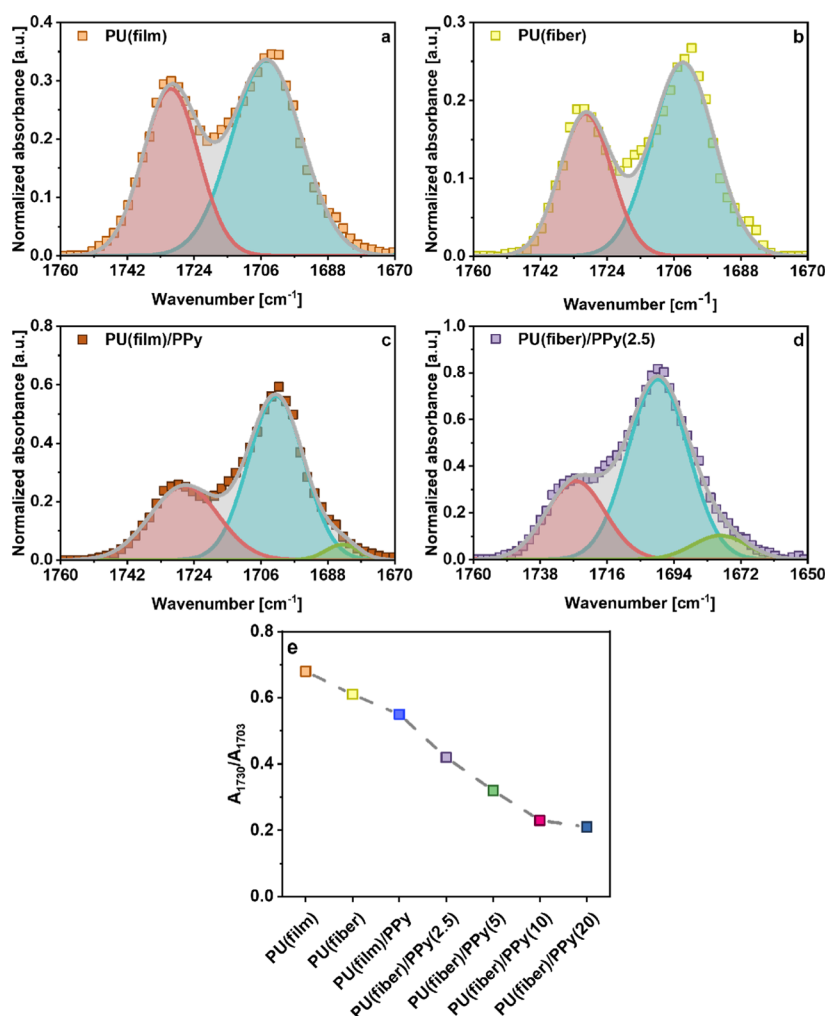 PU(film)
a
Normalized absorbance [a.u.]
0.4
0.3
0.2
0.1
0.0
1760 1742 1724 1706 1688 1670
Wavenumber [cm⁻¹]
PU(fiber)
b
Normalized absorbance [a.u.]
0.3
0.2
0.1
0.0
1760 1742 1724 1706 1688 1670
Wavenumber [cm⁻¹]
PU(film)/PPy
c
Normalized absorbance [a.u.]
0.8
0.6
0.4
0.2
0.0
1760 1742 1724 1706 1688 1670
Wavenumber [cm⁻¹]
PU(fiber)/PPy(2.5)
d
Normalized absorbance [a.u.]
1.0
0.8
0.6
0.4
0.2
0.0
1760 1738 1716 1694 1672 1650
Wavenumber [cm⁻¹]
e
A₁₇₃₀/A₁₇₀₃
0.8
0.6
0.4
0.2
0.0
PU(film)
PU(fiber)
PU(film)/PPy
PU(fiber)/PPy(2.5)
PU(fiber)/PPy(5)
PU(fiber)/PPy(10)
PU(fiber)/PPy(20)